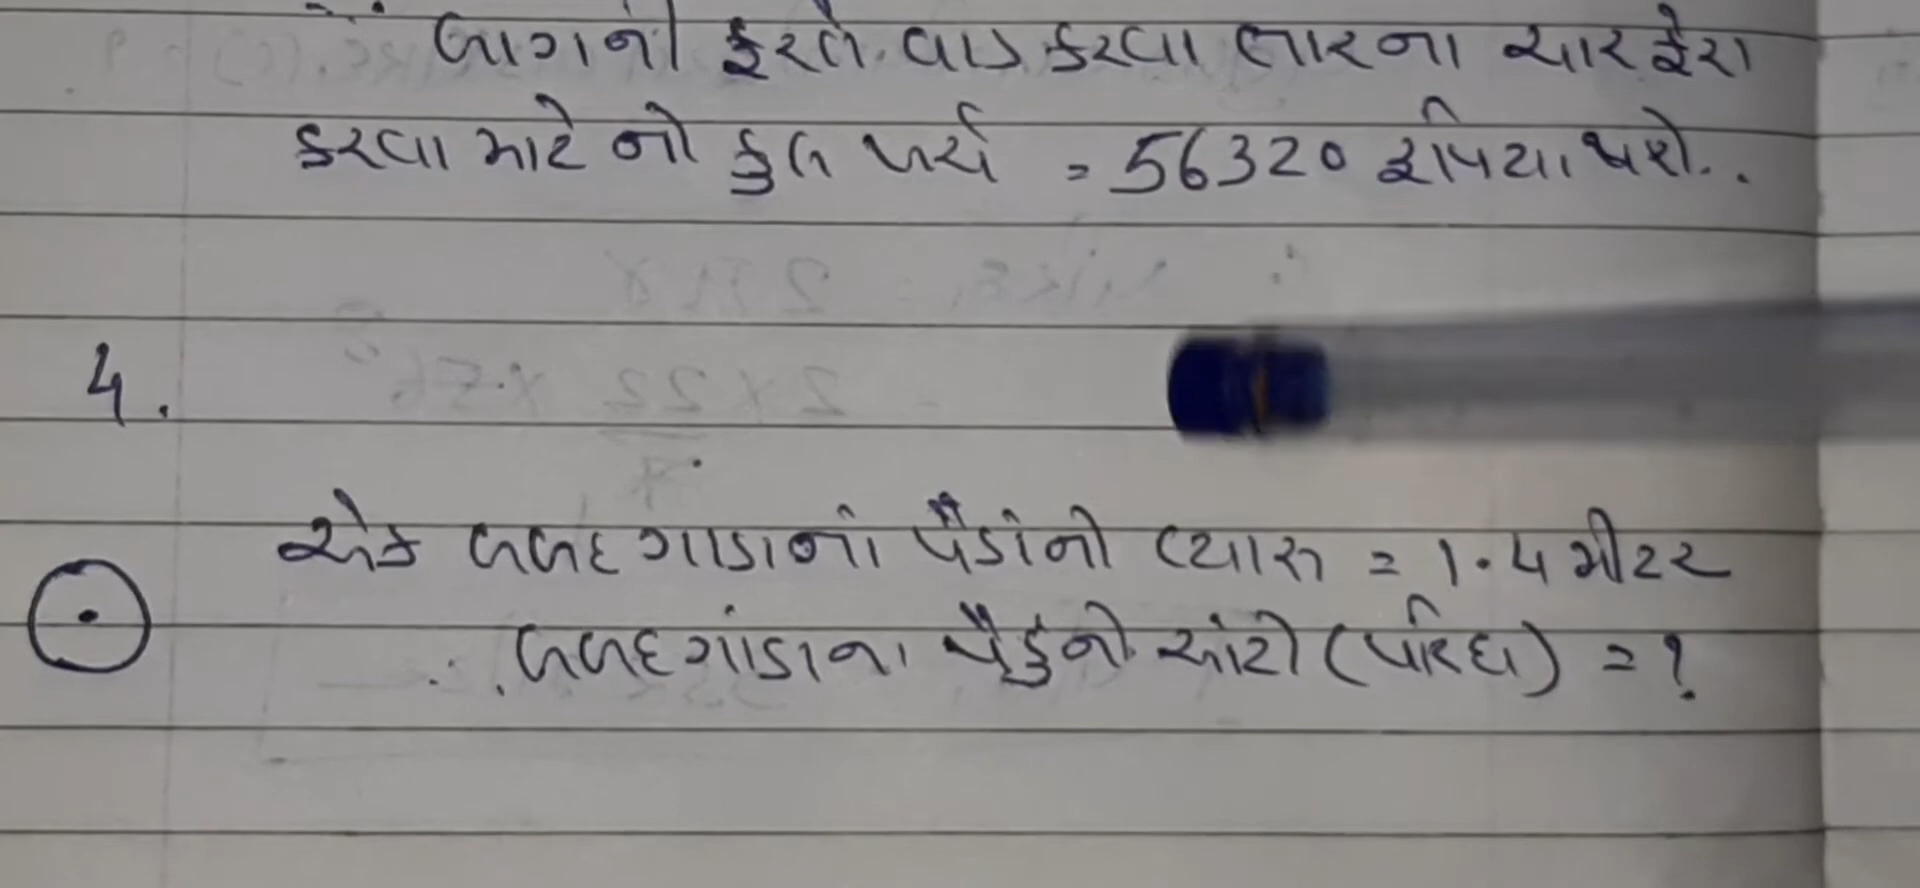 બાગની ફરતે વાડ કરવા તારના ચાર ફેરા
કરવા માટે નો કુલ ખર્ચ = 56320 રૂપિયા થશે.
4.
એક બળદગાડાનાં પૈડાંનો વ્યાસ = 1.4 મીટર
બળદગાંડાના પૈડુંનો આંટો (પરિઘ) = ?